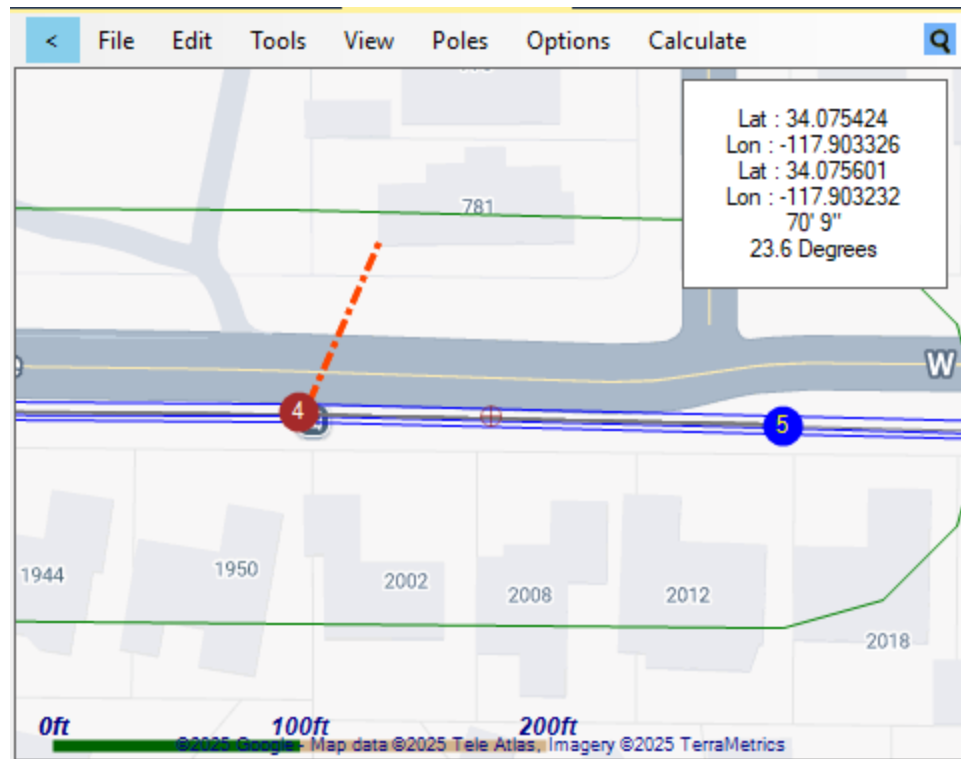 < File Edit Tools View Poles Options Calculate
Lat : 34.075424
Lon : -117.903326
Lat : 34.075601
Lon : -117.903232
70' 9"
23.6 Degrees
781
W
4
5
1944
1950
2002
2008
2012
2018
0ft 100ft 200ft
©2025 Google - Map data ©2025 Tele Atlas, Imagery ©2025 TerraMetrics